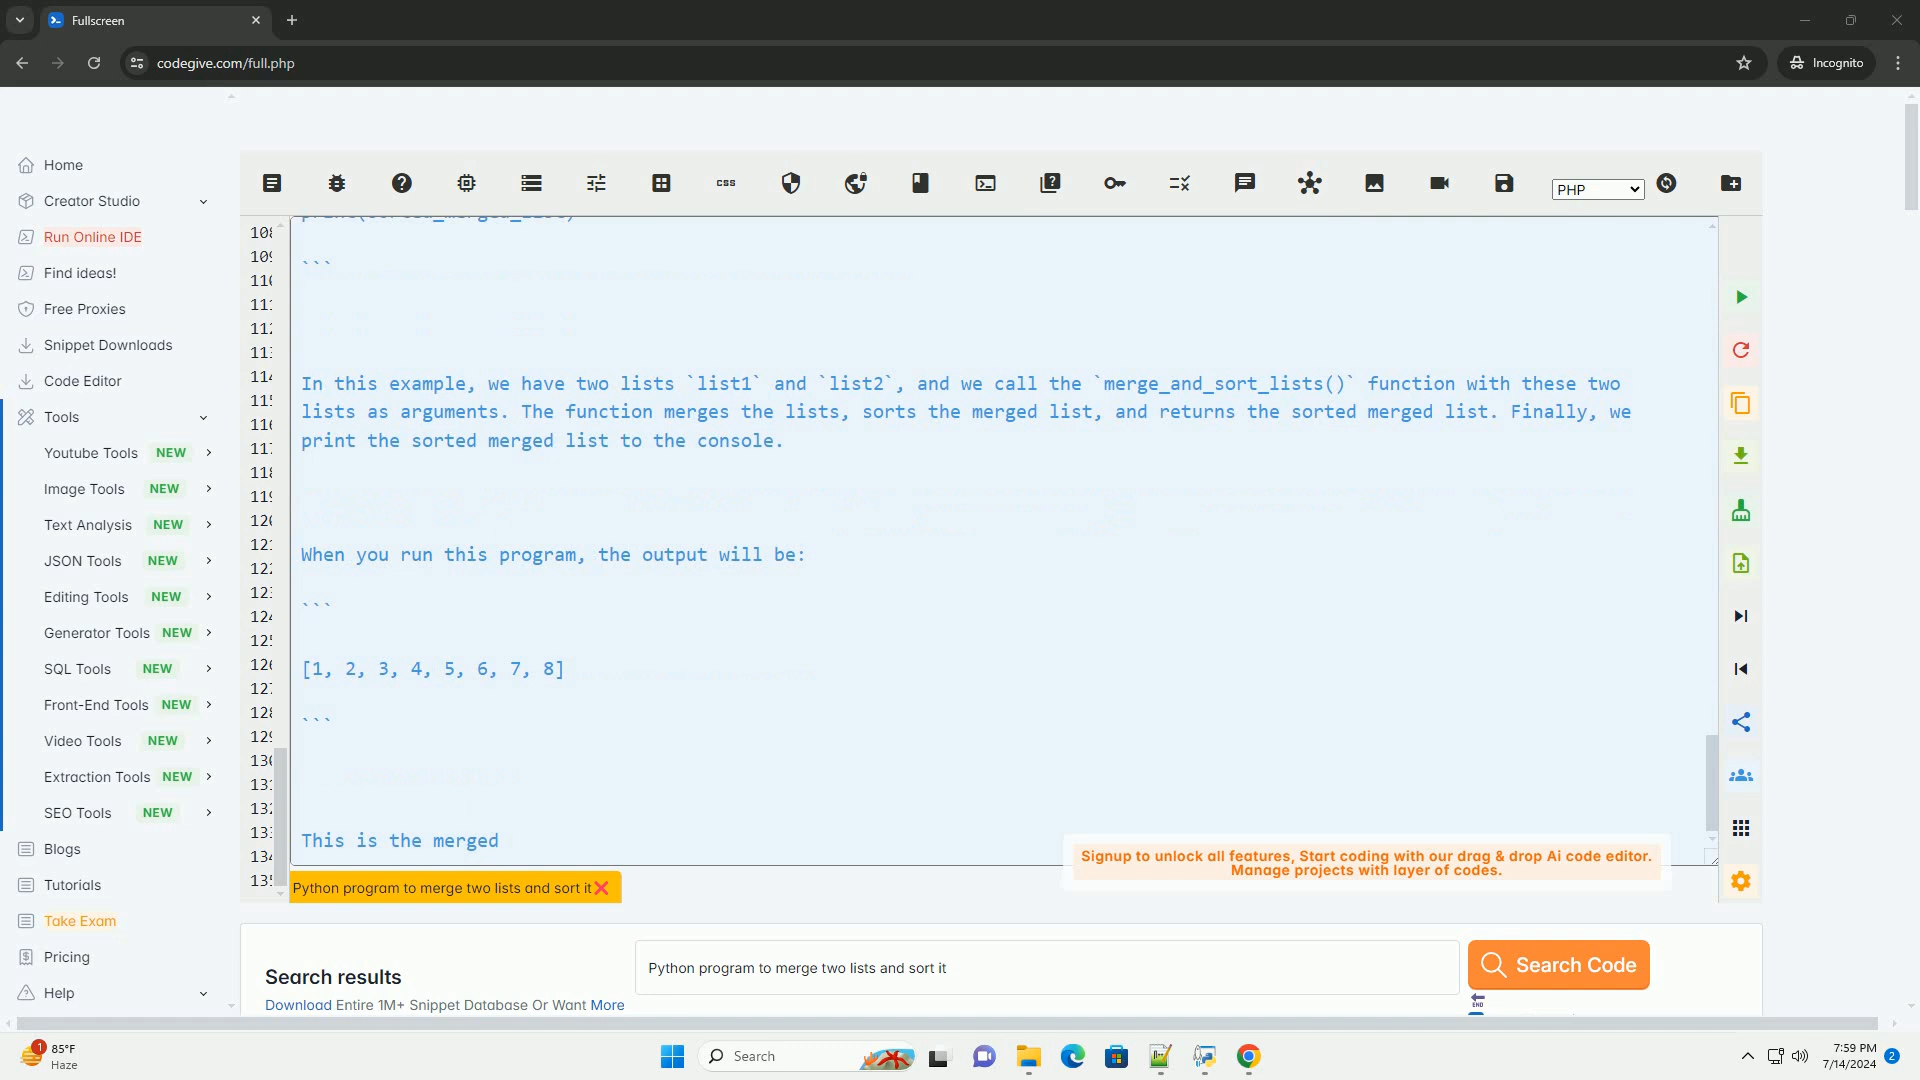 Fullscreen
codegive.com/full.php
Incognito
Home
Creator Studio
Run Online IDE
Find ideas!
Free Proxies
Snippet Downloads
Code Editor
Tools
Youtube Tools NEW
Image Tools NEW
Text Analysis NEW
JSON Tools NEW
Editing Tools NEW
Generator Tools NEW
SQL Tools NEW
Front-End Tools NEW
Video Tools NEW
Extraction Tools NEW
SEO Tools NEW
Blogs
Tutorials
Take Exam
Pricing
Help
css
PHP
```
In this example, we have two lists `list1` and `list2`, and we call the `merge_and_sort_lists()` function with these two
lists as arguments. The function merges the lists, sorts the merged list, and returns the sorted merged list. Finally, we
print the sorted merged list to the console.
When you run this program, the output will be:
```
[1, 2, 3, 4, 5, 6, 7, 8]
```
This is the merged
Signup to unlock all features, Start coding with our drag & drop Ai code editor.
Manage projects with layer of codes.
Python program to merge two lists and sort it
Search results
Download Entire 1M+ Snippet Database Or Want More
Python program to merge two lists and sort it
Search Code
END
1
85°F
Haze
Search
7:59 PM
7/14/2024
2